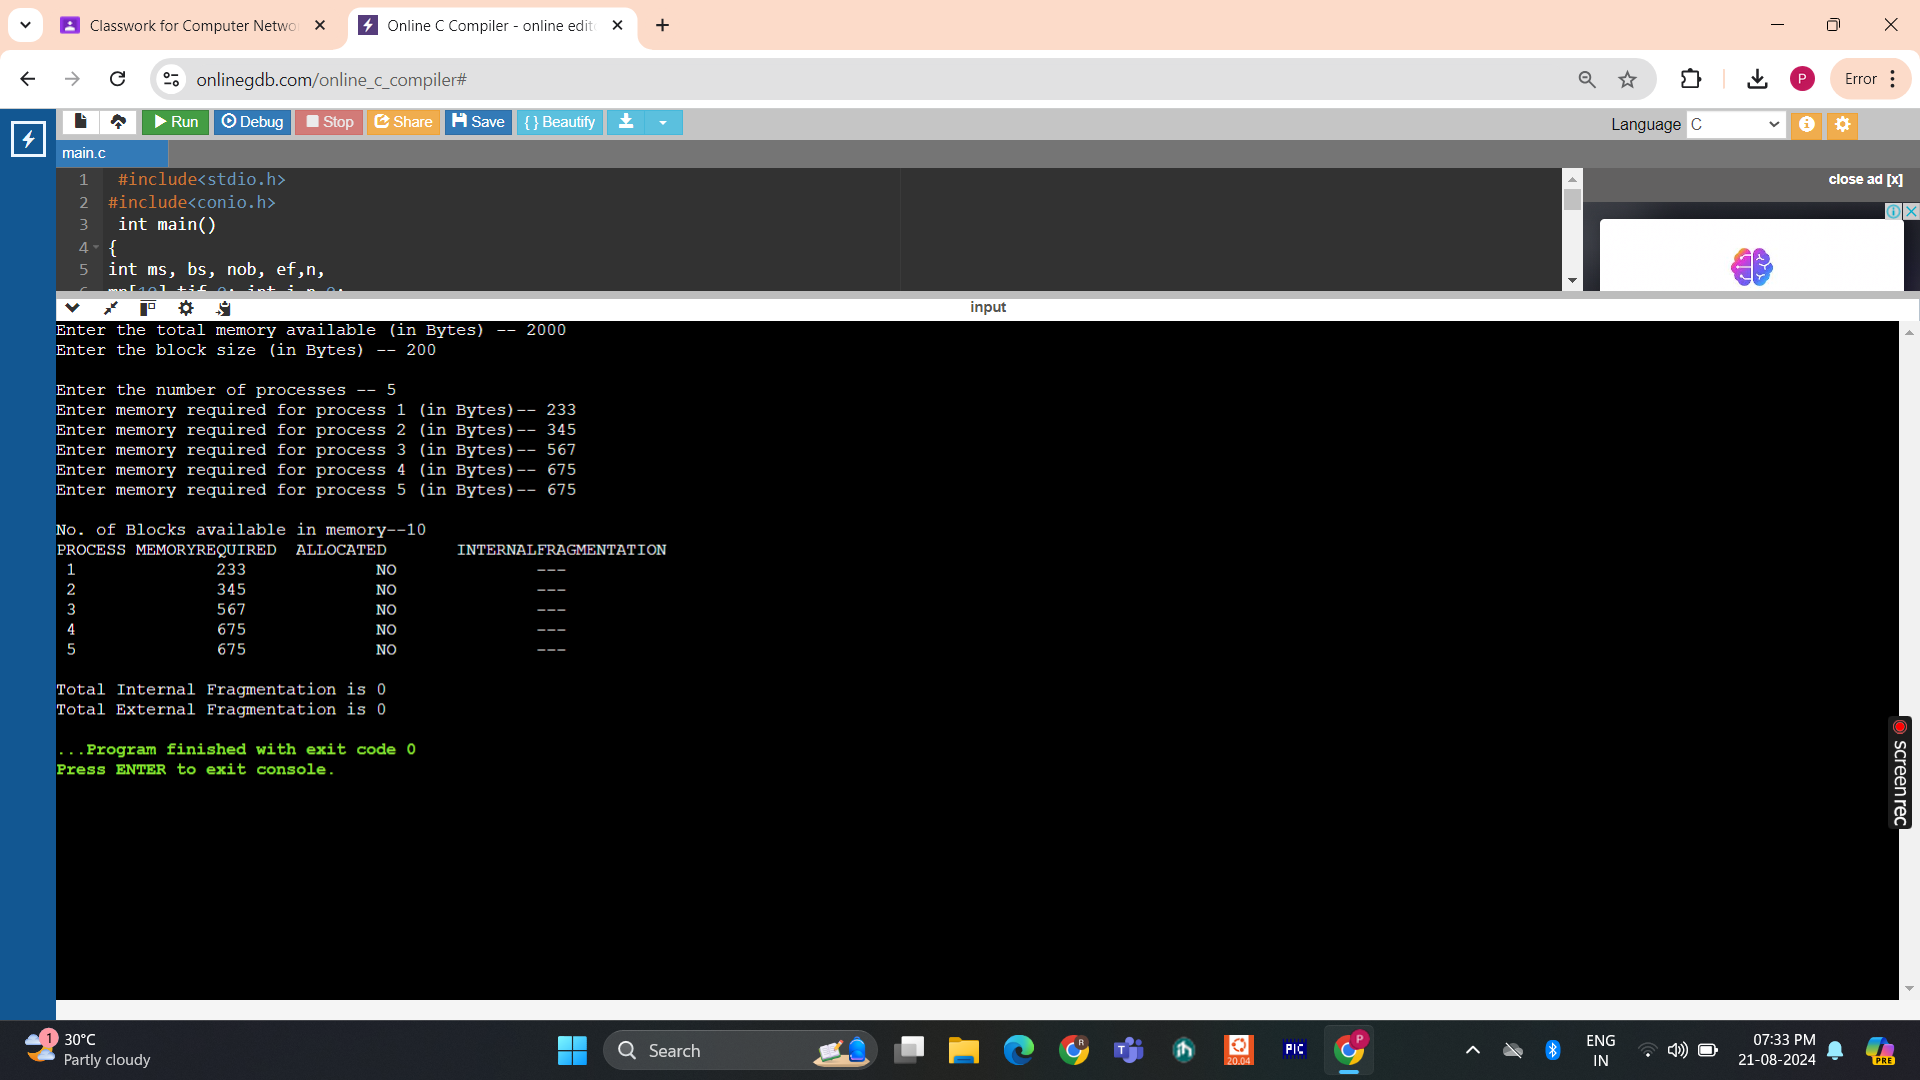 Classwork for Computer Netwo
Online C Compiler - online edit
onlinegdb.com/online_c_compiler#
P
Error
Run
Debug
Stop
Share
Save
{ } Beautify
Language C
main.c
close ad [x]
1 #include<stdio.h>
2 #include<conio.h>
3 int main()
4 {
5 int ms, bs, nob, ef,n,
input
Enter the total memory available (in Bytes) -- 2000
Enter the block size (in Bytes) -- 200
Enter the number of processes -- 5
Enter memory required for process 1 (in Bytes)-- 233
Enter memory required for process 2 (in Bytes)-- 345
Enter memory required for process 3 (in Bytes)-- 567
Enter memory required for process 4 (in Bytes)-- 675
Enter memory required for process 5 (in Bytes)-- 675
No. of Blocks available in memory--10
PROCESS MEMORYREQUIRED ALLOCATED INTERNALFRAGMENTATION
1 233 NO ---
2 345 NO ---
3 567 NO ---
4 675 NO ---
5 675 NO ---
Total Internal Fragmentation is 0
Total External Fragmentation is 0
...Program finished with exit code 0
Press ENTER to exit console.
screenrec
1
30°C
Partly cloudy
Search
R
20.04
PIC
P
ENG
IN
07:33 PM
21-08-2024
PRE